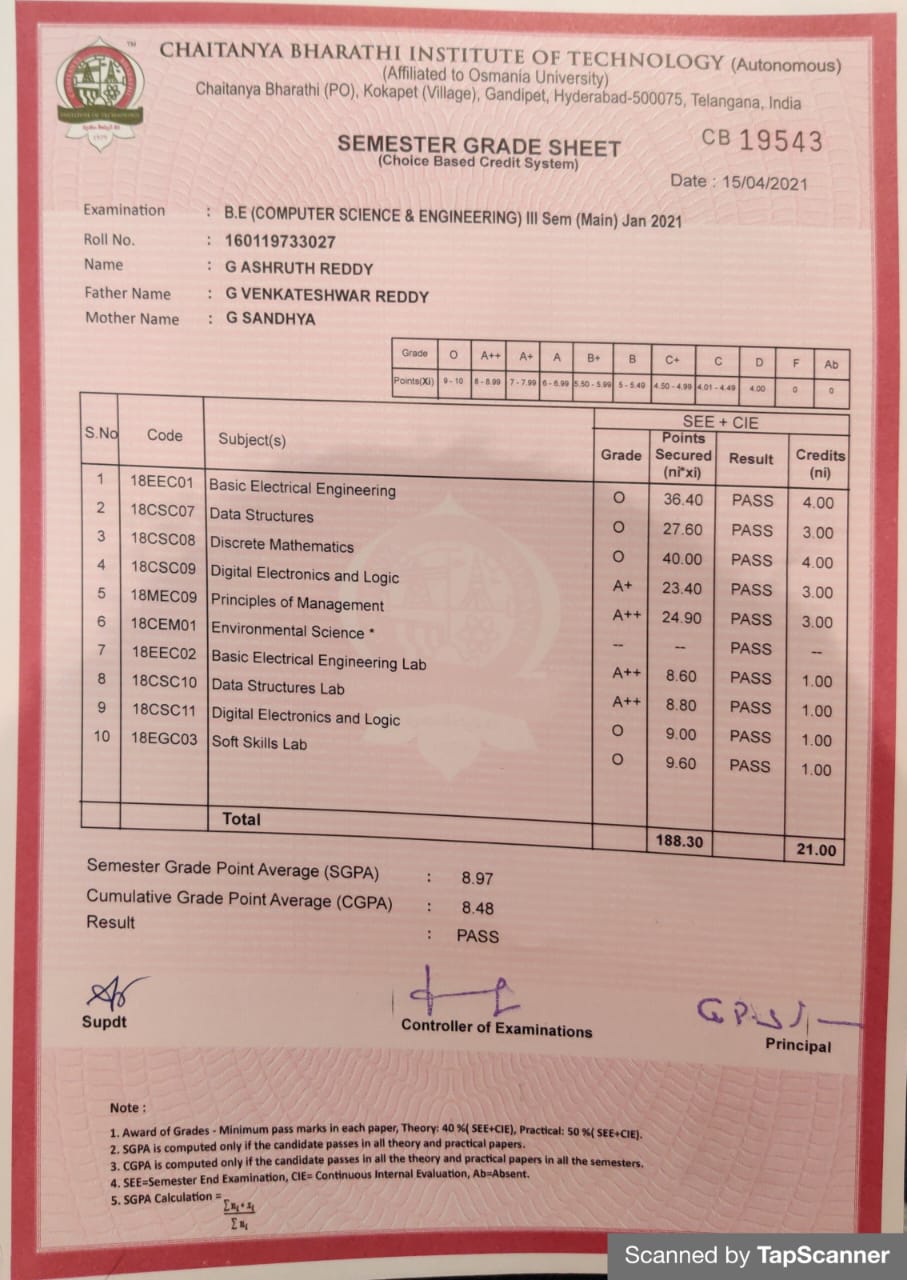 CHAITANYA BHARATHI INSTITUTE OF TECHNOLOGY (Autonomous)
(Affiliated to Osmania University)
Chaitanya Bharathi (PO), Kokapet (Village), Gandipet, Hyderabad-500075, Telangana, India
TM
INSTITUTE OF TECHNOLOGY
1979
SEMESTER GRADE SHEET
(Choice Based Credit System)
CB 19543
Date : 15/04/2021
Examination : B.E (COMPUTER SCIENCE & ENGINEERING) III Sem (Main) Jan 2021
Roll No. : 160119733027
Name : G ASHRUTH REDDY
Father Name : G VENKATESHWAR REDDY
Mother Name : G SANDHYA
Grade O A++ A+ A B+ B C+ C D F Ab
Points(Xi) 9 - 10 8 - 8.99 7 - 7.99 6 - 6.99 5.50 - 5.99 5 - 5.49 4.50 - 4.99 4.01 - 4.49 4.00 0 0
SEE + CIE
S.No Code Subject(s) Grade Points Secured (ni*xi) Result Credits (ni)
1 18EEC01 Basic Electrical Engineering O 36.40 PASS 4.00
2 18CSC07 Data Structures O 27.60 PASS 3.00
3 18CSC08 Discrete Mathematics O 40.00 PASS 4.00
4 18CSC09 Digital Electronics and Logic A+ 23.40 PASS 3.00
5 18MEC09 Principles of Management A++ 24.90 PASS 3.00
6 18CEM01 Environmental Science * -- -- PASS --
7 18EEC02 Basic Electrical Engineering Lab A++ 8.60 PASS 1.00
8 18CSC10 Data Structures Lab A++ 8.80 PASS 1.00
9 18CSC11 Digital Electronics and Logic O 9.00 PASS 1.00
10 18EGC03 Soft Skills Lab O 9.60 PASS 1.00
Total 188.30 21.00
Semester Grade Point Average (SGPA) : 8.97
Cumulative Grade Point Average (CGPA) : 8.48
Result : PASS
Supdt
Controller of Examinations
Principal
Note :
1. Award of Grades - Minimum pass marks in each paper, Theory: 40 %( SEE+CIE), Practical: 50 %( SEE+CIE).
2. SGPA is computed only if the candidate passes in all theory and practical papers.
3. CGPA is computed only if the candidate passes in all the theory and practical papers in all the semesters.
4. SEE=Semester End Examination, CIE= Continuous Internal Evaluation, Ab=Absent.
5. SGPA Calculation = Σni*xi
Σni
Scanned by TapScanner